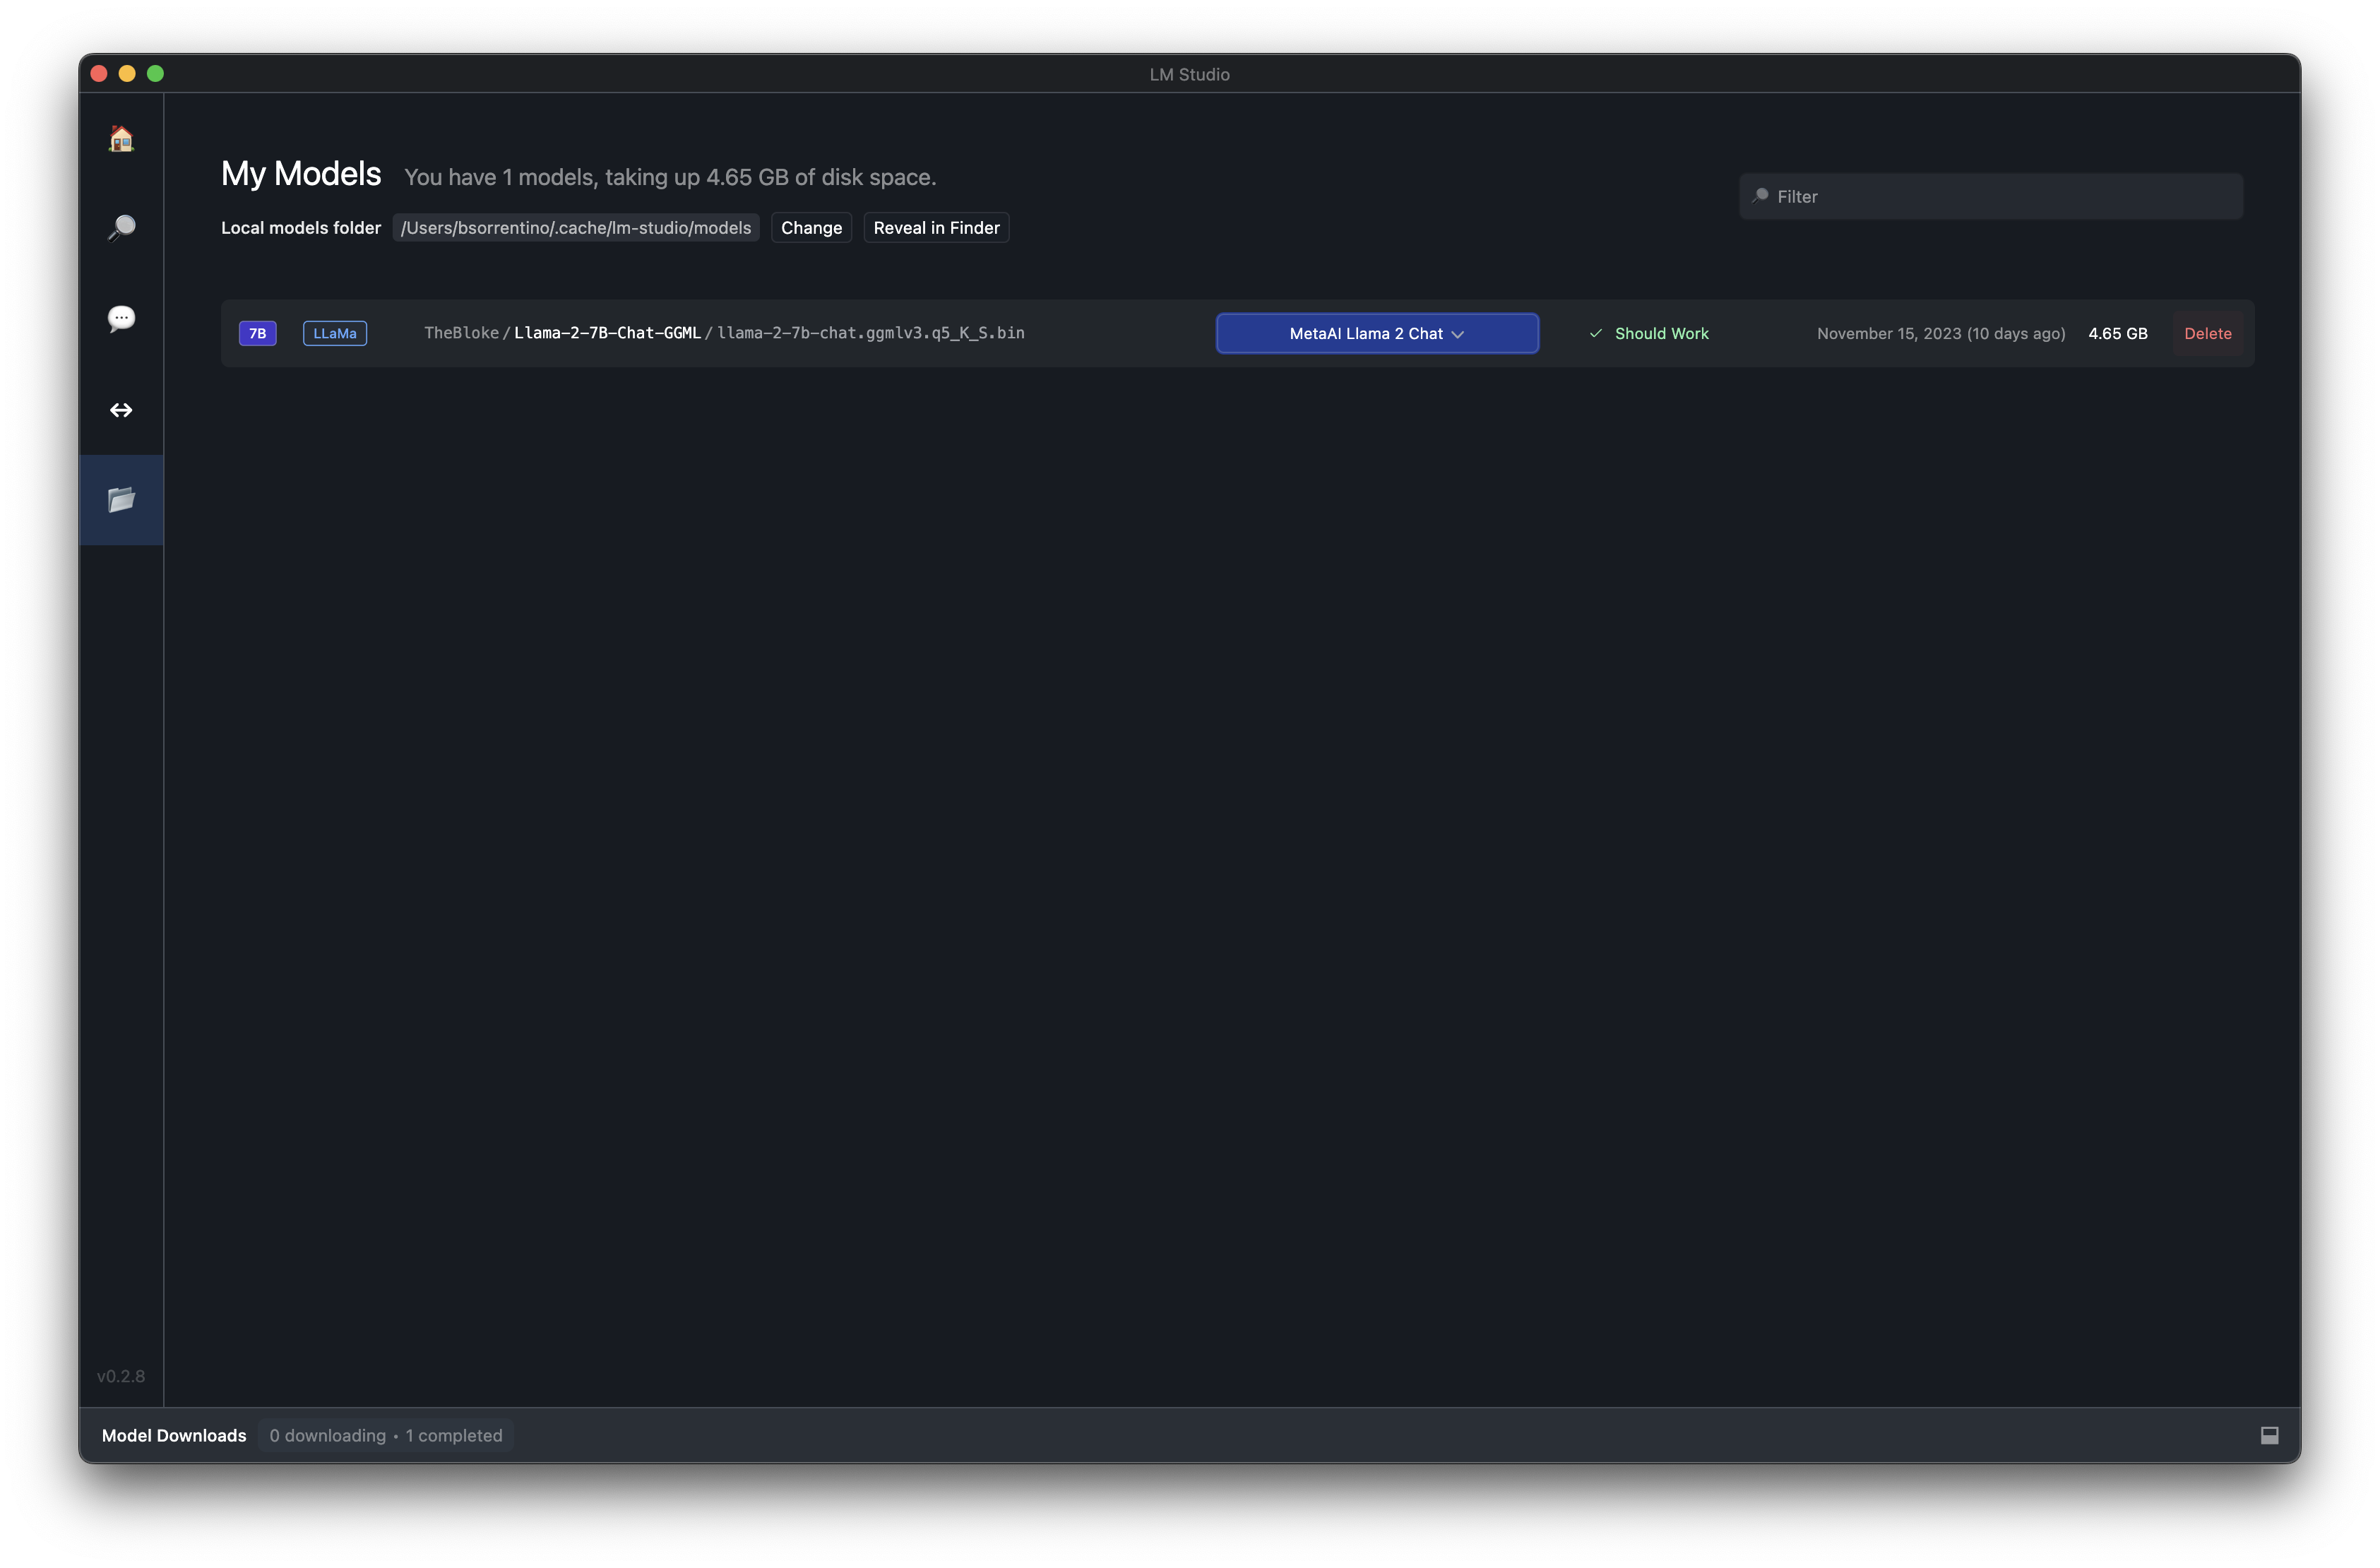 LM Studio
My Models You have 1 models, taking up 4.65 GB of disk space.
Filter
Local models folder /Users/bsorrentino/.cache/lm-studio/models Change Reveal in Finder
7B LLaMa TheBloke/Llama-2-7B-Chat-GGML/llama-2-7b-chat.ggmlv3.q5_K_S.bin MetaAI Llama 2 Chat Should Work November 15, 2023 (10 days ago) 4.65 GB Delete
v0.2.8
Model Downloads 0 downloading • 1 completed